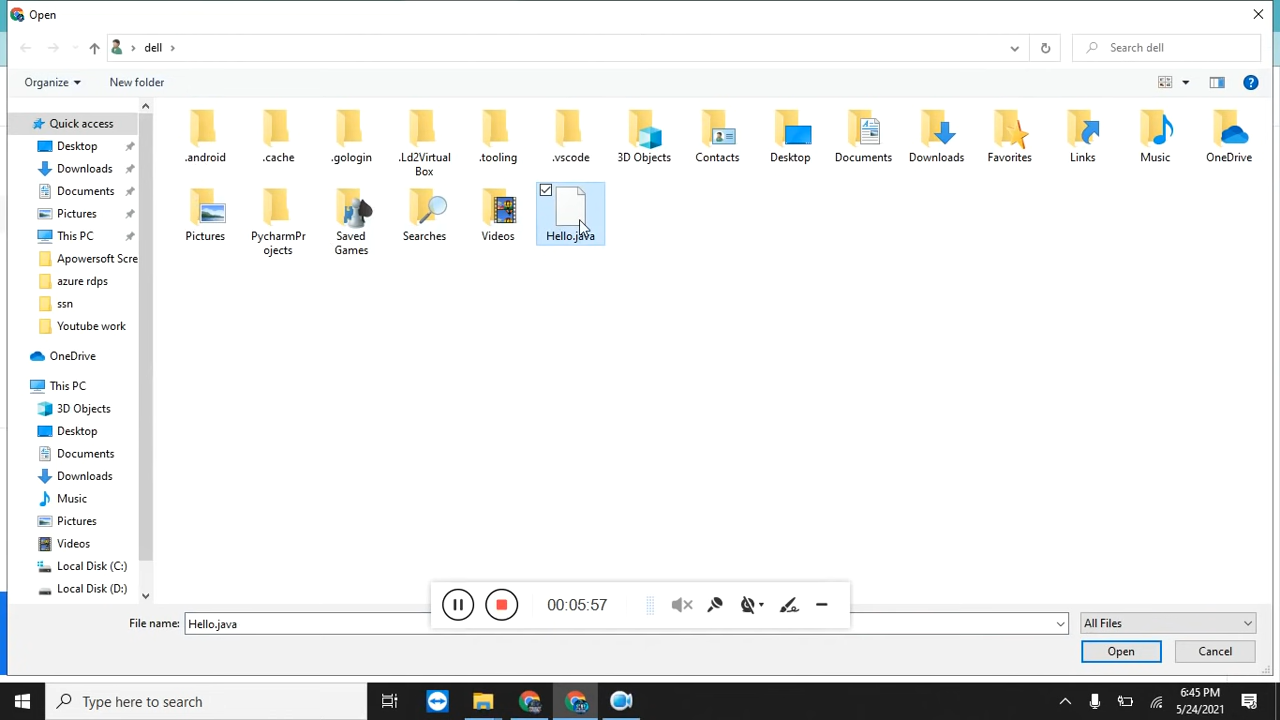 Open
dell
Search dell
Organize
New folder
Quick access
Desktop
Downloads
Documents
Pictures
This PC
Apowersoft Scre
azure rdps
ssn
Youtube work
OneDrive
This PC
3D Objects
Desktop
Documents
Downloads
Music
Pictures
Videos
Local Disk (C:)
Local Disk (D:)
.android
.cache
.gologin
.Ld2Virtual
Box
.tooling
.vscode
3D Objects
Contacts
Desktop
Documents
Downloads
Favorites
Links
Music
OneDrive
Pictures
PycharmPr
ojects
Saved
Games
Searches
Videos
Hello.java
00:05:57
File name:
Hello.java
All Files
Open
Cancel
Type here to search
6:45 PM
5/24/2021